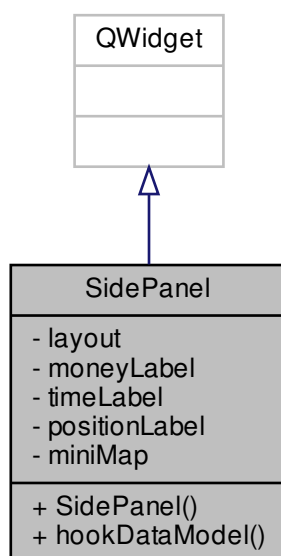 QWidget
SidePanel
- layout
- moneyLabel
- timeLabel
- positionLabel
- miniMap
+ SidePanel()
+ hookDataModel()